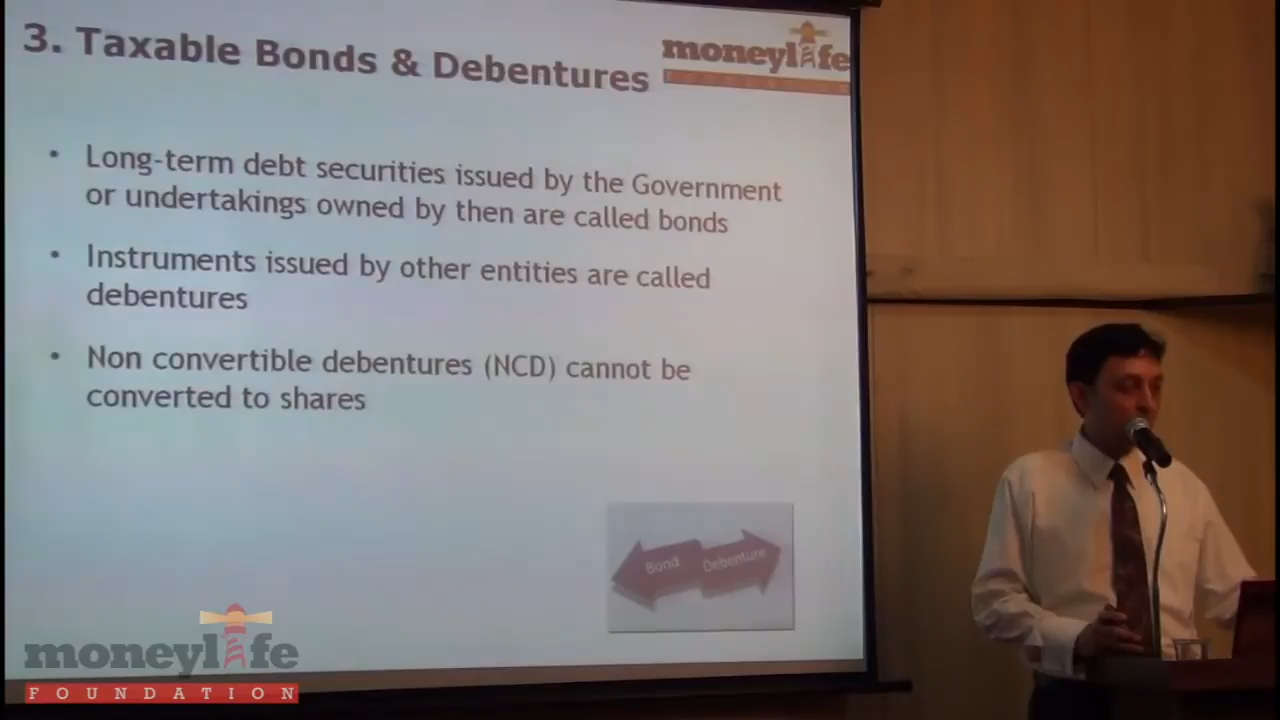 3. Taxable Bonds & Debentures
moneylife
FOUNDATION
• Long-term debt securities issued by the Government
or undertakings owned by then are called bonds
• Instruments issued by other entities are called
debentures
• Non convertible debentures (NCD) cannot be
converted to shares
Bond
Debenture
moneylife
FOUNDATION